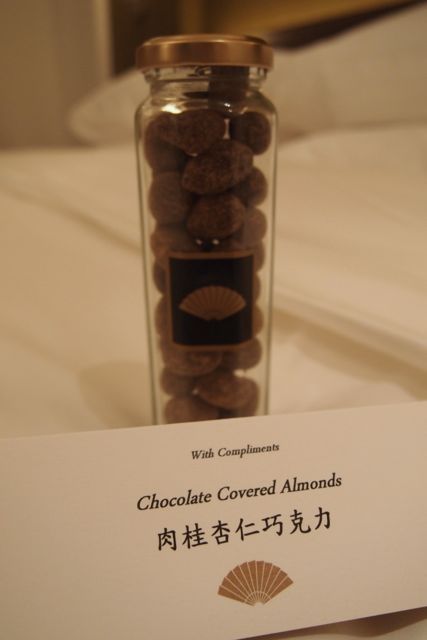 With Compliments
Chocolate Covered Almonds
肉桂杏仁巧克力